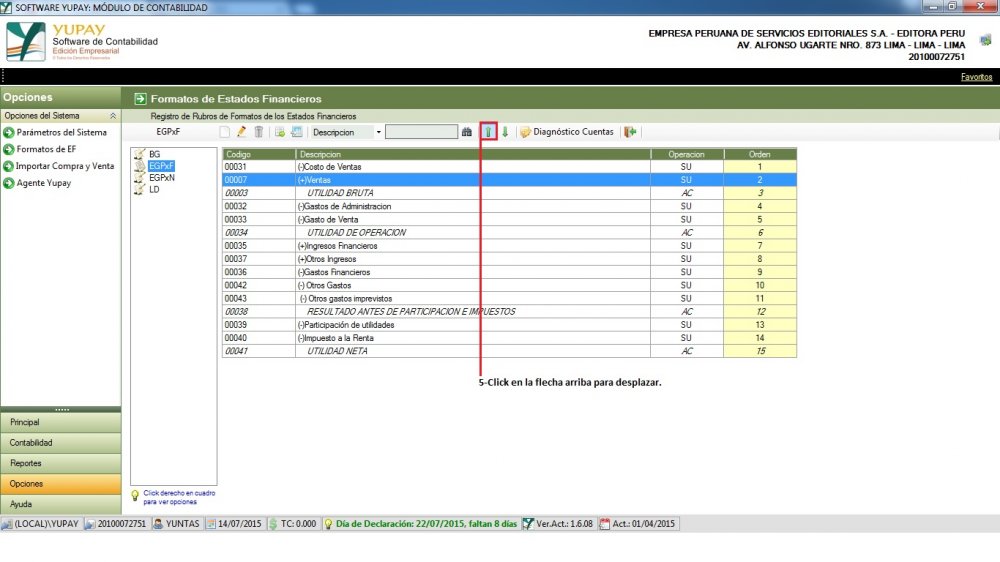 SOFTWARE YUPAY: MÓDULO DE CONTABILIDAD
YUPAY
Software de Contabilidad
Edición Empresarial
EMPRESA PERUANA DE SERVICIOS EDITORIALES S.A. - EDITORA PERU
AV. ALFONSO UGARTE NRO. 873 LIMA - LIMA - LIMA
20100072751
Favoritos
Opciones
Formatos de Estados Financieros
Opciones del Sistema
Registro de Rubros de Formatos de los Estados Financieros
Parámetros del Sistema
Formatos de EF
Importar Compra y Venta
Agente Yupay
EGPxF Descripcion Diagnóstico Cuentas
BG
EGPxF
EGPxN
LD
Codigo Descripcion Operacion Orden
00031 (-)Costo de Ventas SU 1
00007 (+)Ventas SU 2
00003 UTILIDAD BRUTA AC 3
00032 (-)Gastos de Administracion SU 4
00033 (-)Gasto de Venta SU 5
00034 UTILIDAD DE OPERACION AC 6
00035 (+)Ingresos Financieros SU 7
00037 (+)Otros Ingresos SU 8
00036 (-)Gastos Financieros SU 9
00042 (-) Otros Gastos SU 10
00043 (-) Otros gastos imprevistos SU 11
00038 RESULTADO ANTES DE PARTICIPACION E IMPUESTOS AC 12
00039 (-)Participación de utilidades SU 13
00040 (-)Impuesto a la Renta SU 14
00041 UTILIDAD NETA AC 15
5-Click en la flecha arriba para desplazar.
Principal
Contabilidad
Reportes
Opciones
Ayuda
Click derecho en cuadro
para ver opciones
(LOCAL)\YUPAY 20100072751 YUNTAS 14/07/2015 TC: 0.000 Día de Declaración: 22/07/2015, faltan 8 días Ver.Act.: 1.6.08 Act.: 01/04/2015